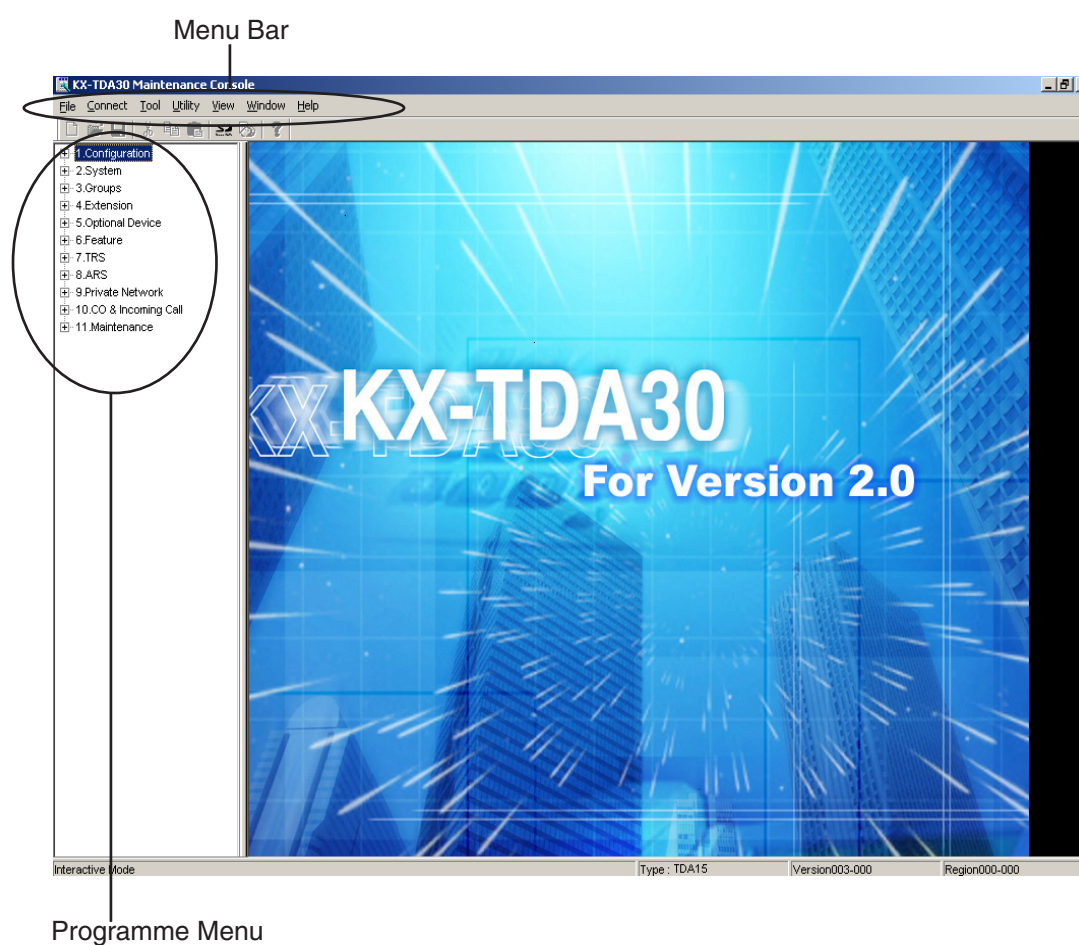 Menu Bar
KX-TDA30 Maintenance Console
File Connect Tool Utility View Window Help
1.Configuration
2.System
3.Groups
4.Extension
5.Optional Device
6.Feature
7.TRS
8.ARS
9.Private Network
10.CO & Incoming Call
11.Maintenance
KX-TDA30
For Version 2.0
Interactive Mode Type : TDA15 Version003-000 Region000-000
Programme Menu